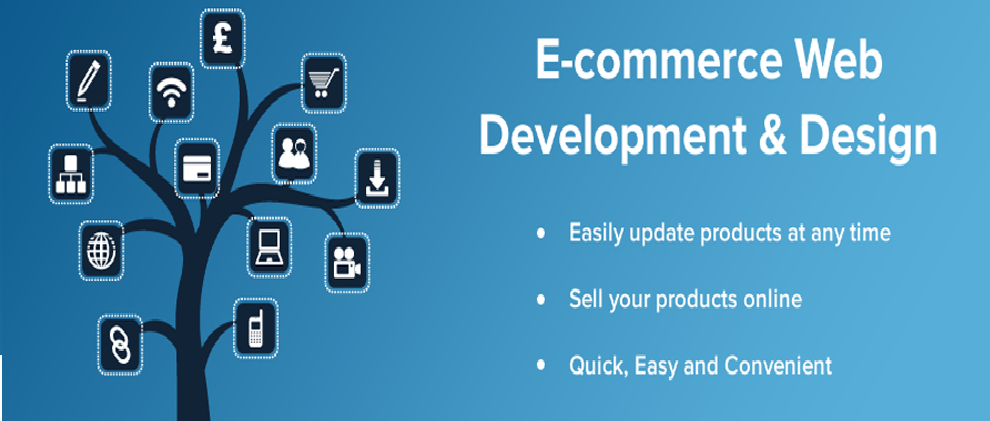 £
E-commerce Web
Development & Design
• Easily update products at any time
• Sell your products online
• Quick, Easy and Convenient